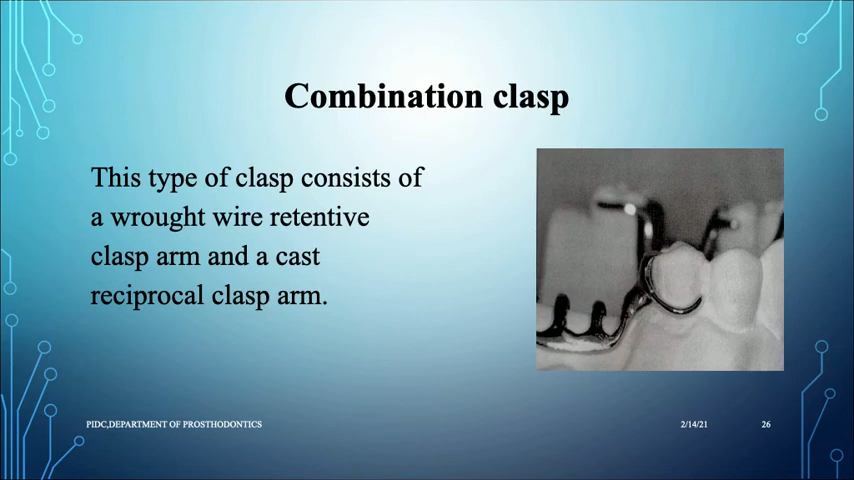 Combination clasp
This type of clasp consists of
a wrought wire retentive
clasp arm and a cast
reciprocal clasp arm.
PIDC,DEPARTMENT OF PROSTHODONTICS
2/14/21
26